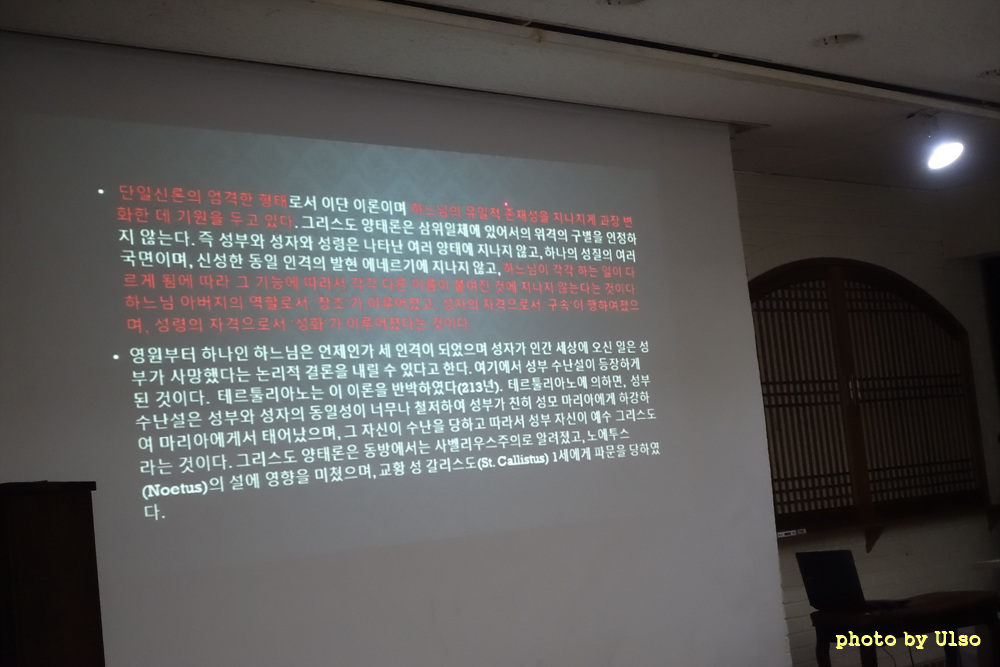 • 단일신론의 엄격한 형태로서 이단 이론이며 하느님의 유일적 존재성을 지나치게 과장 변
화한 데 기원을 두고 있다. 그리스도 양태론은 삼위일체에 있어서의 위격의 구별을 인정하
지 않는다. 즉 성부와 성자와 성령은 나타난 여러 양태에 지나지 않고, 하나의 성질의 여러
국면이며, 신성한 동일 인격의 발현 에네르기에 지나지 않고, 하느님이 각각 하는 일이 다
르게 됨에 따라 그 기능에 따라서 각각 다른 이름이 붙여진 것에 지나지 않는다는 것이다
하느님 아버지의 역할로서 '창조'가 이루어졌고, 성자의 자격으로서 '구속'이 행하여졌으
며, 성령의 자격으로서 '성화'가 이루어졌다는 것이다.
• 영원부터 하나인 하느님은 언제인가 세 인격이 되었으며 성자가 인간 세상에 오신 일은 성
부가 사망했다는 논리적 결론을 내릴 수 있다고 한다. 여기에서 성부 수난설이 등장하게
된 것이다. 테르툴리아노는 이 이론을 반박하였다(213년). 테르툴리아노에 의하면, 성부
수난설은 성부와 성자의 동일성이 너무나 철저하여 성부가 친히 성모 마리아에게 하강하
여 마리아에게서 태어났으며, 그 자신이 수난을 당하고 따라서 성부 자신이 예수 그리스도
라는 것이다. 그리스도 양태론은 동방에서는 사벨리우스주의로 알려졌고, 노에투스
(Noetus)의 설에 영향을 미쳤으며, 교황 성 갈리스도(St. Callistus) 1세에게 파문을 당하였
다.
photo by Ulso